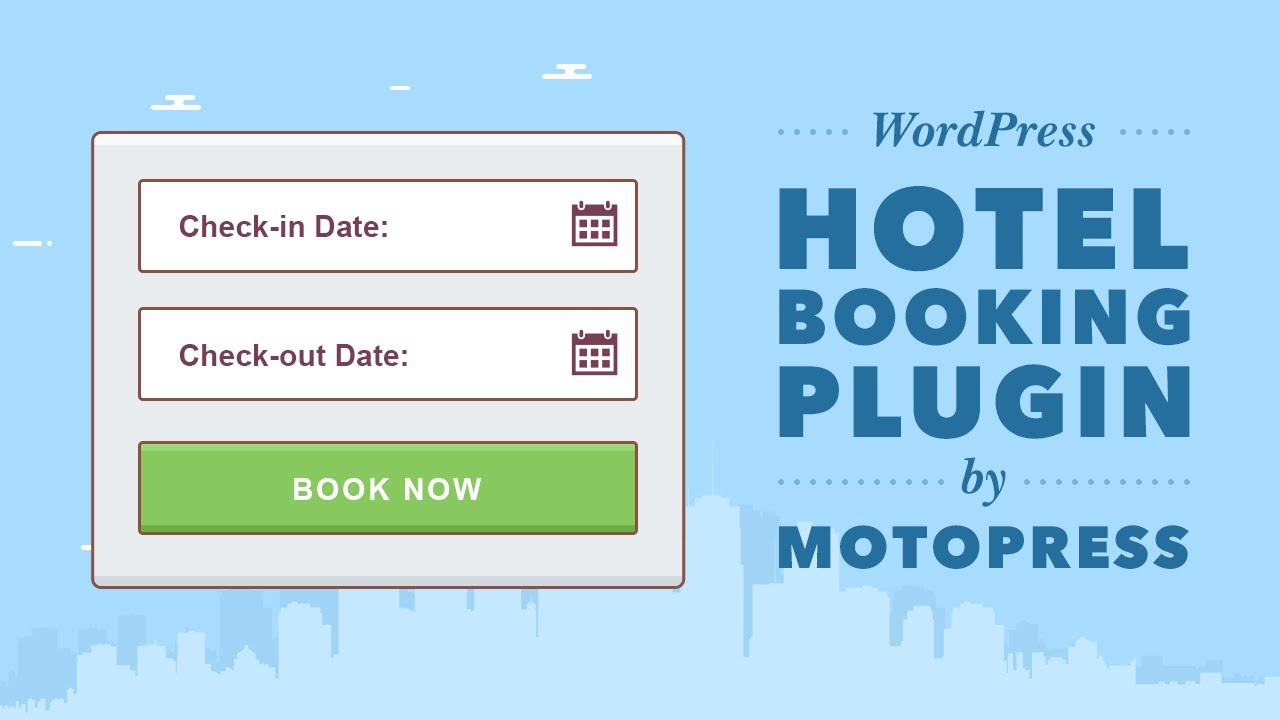 Check-in Date:
Check-out Date:
BOOK NOW
WordPress
HOTEL
BOOKING
PLUGIN
by
MOTOPRESS